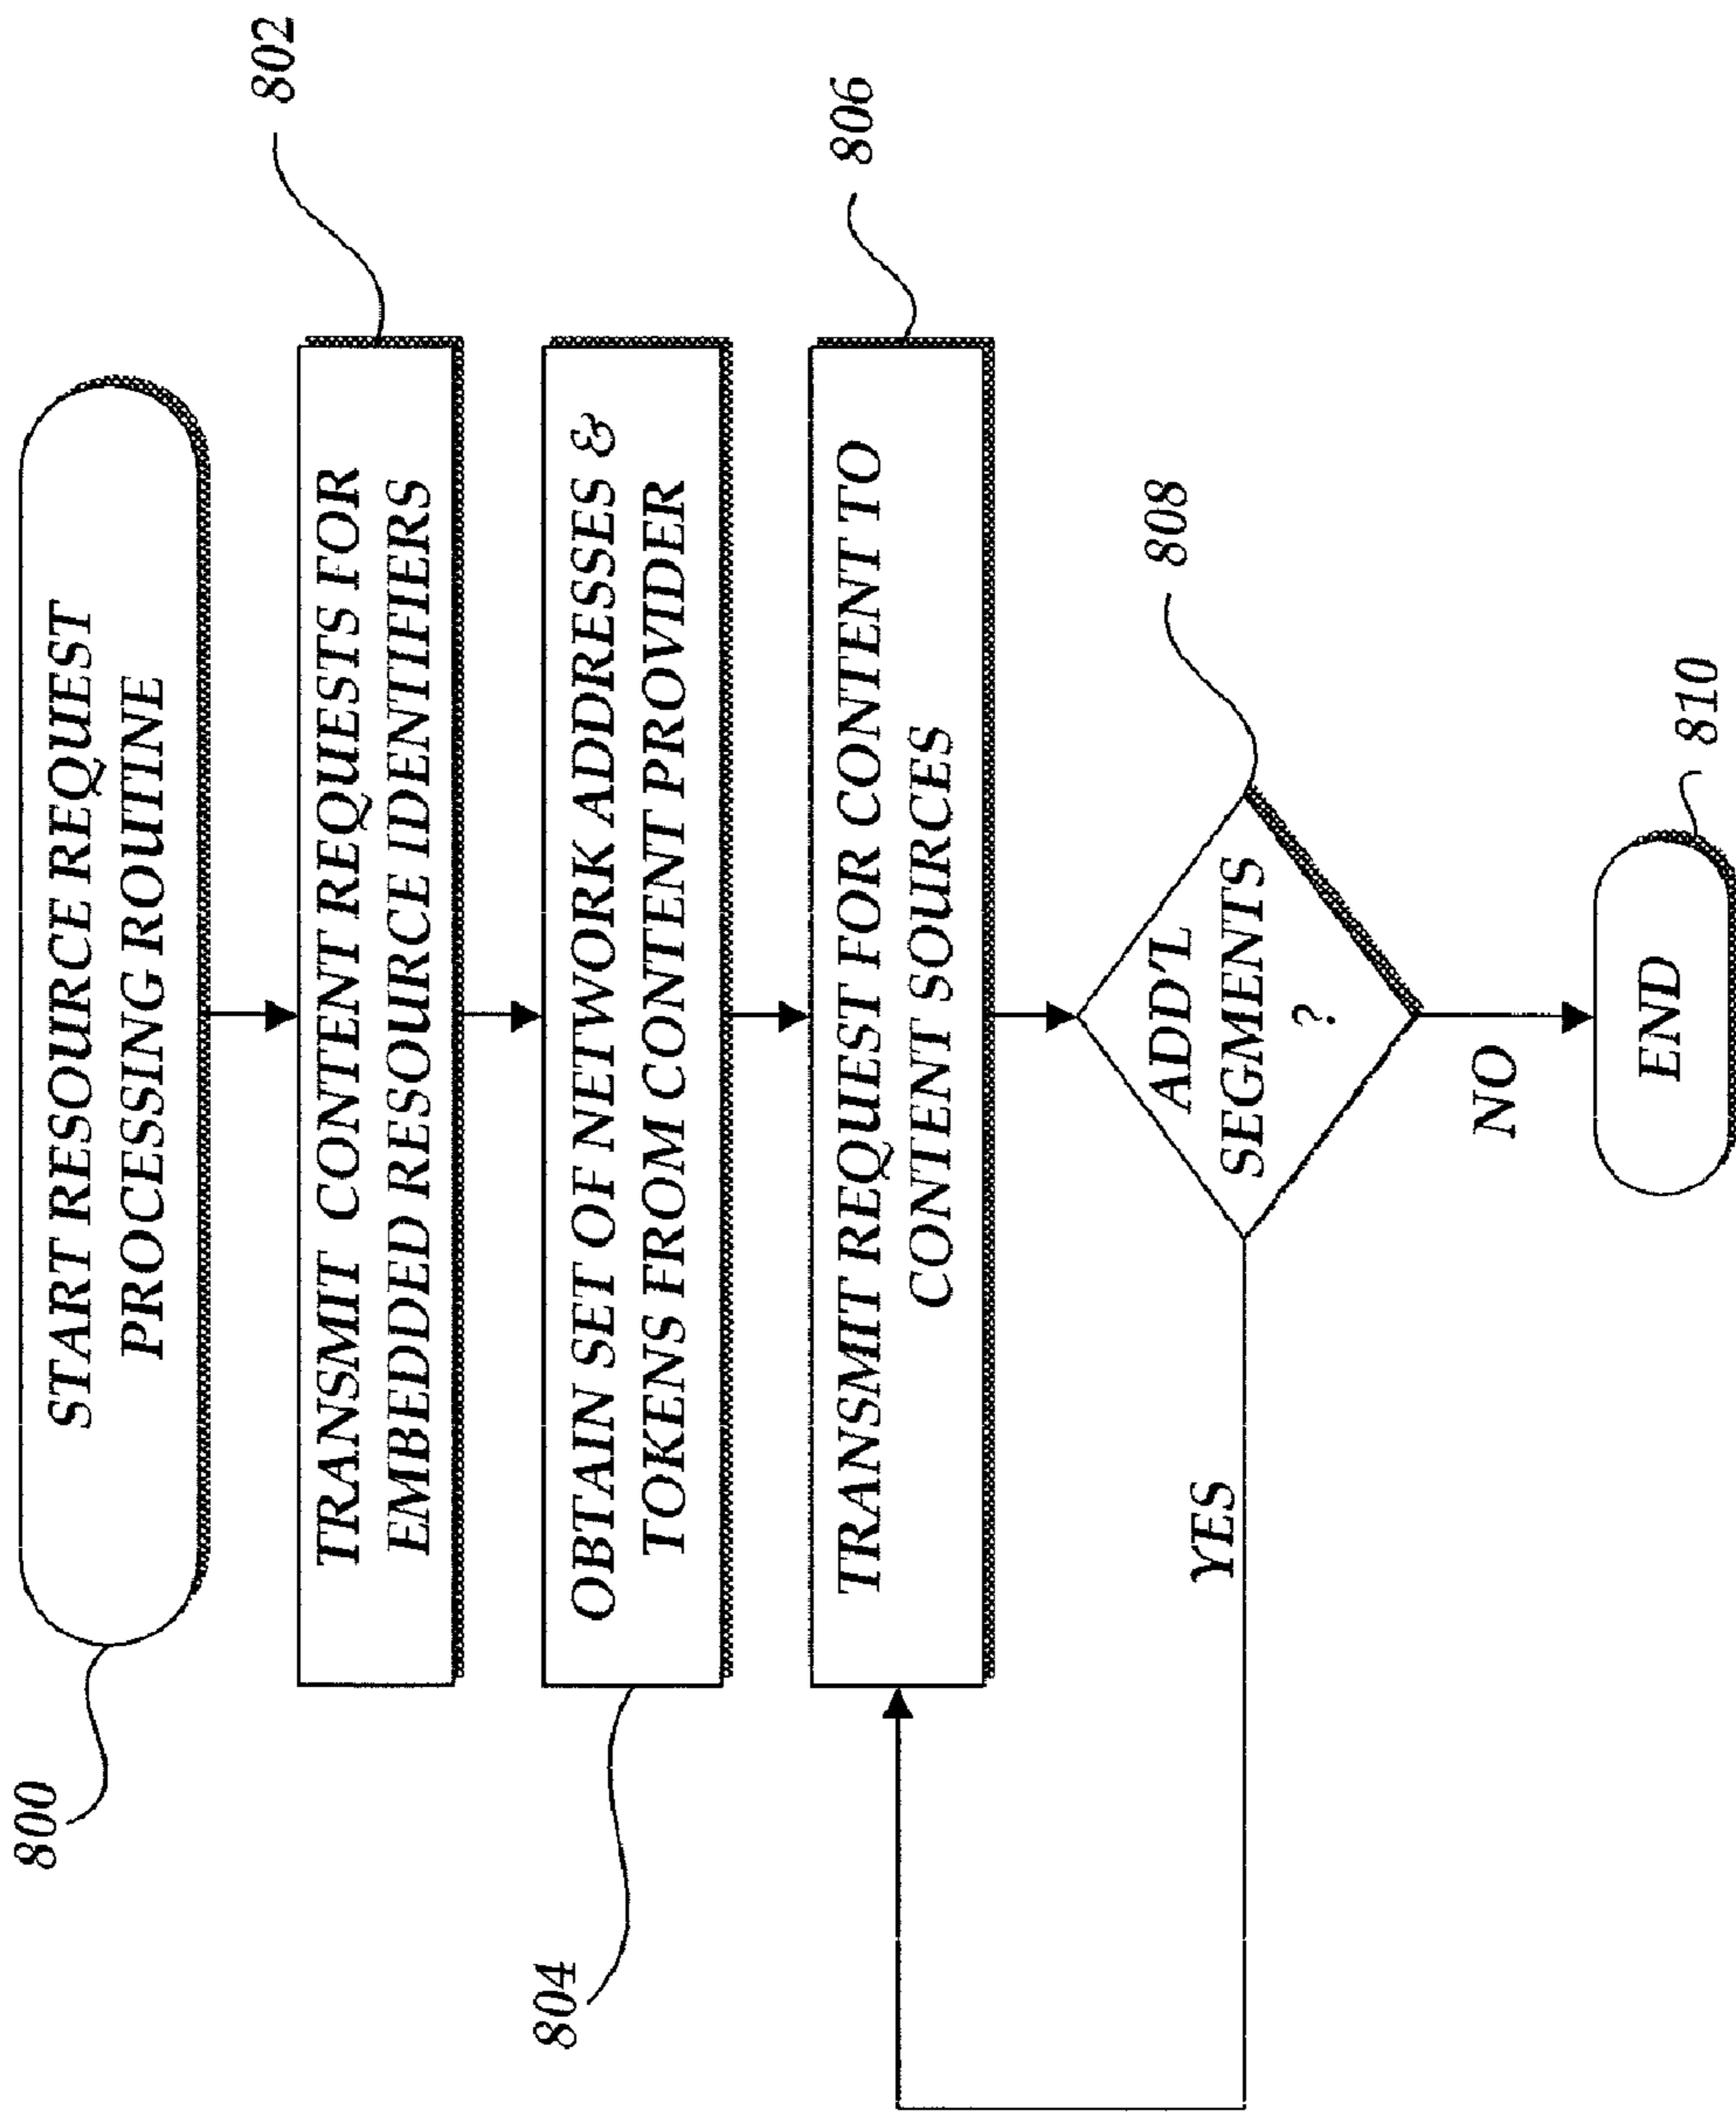 800
START RESOURCE REQUEST
PROCESSING ROUTINE
802
TRANSMIT CONTENT REQUESTS FOR
EMBEDDED RESOURCE IDENTIFIERS
804
OBTAIN SET OF NETWORK ADDRESSES &
TOKENS FROM CONTENT PROVIDER
806
TRANSMIT REQUEST FOR CONTENT TO
CONTENT SOURCES
808
ADD'L
SEGMENTS
?
YES
NO
810
END